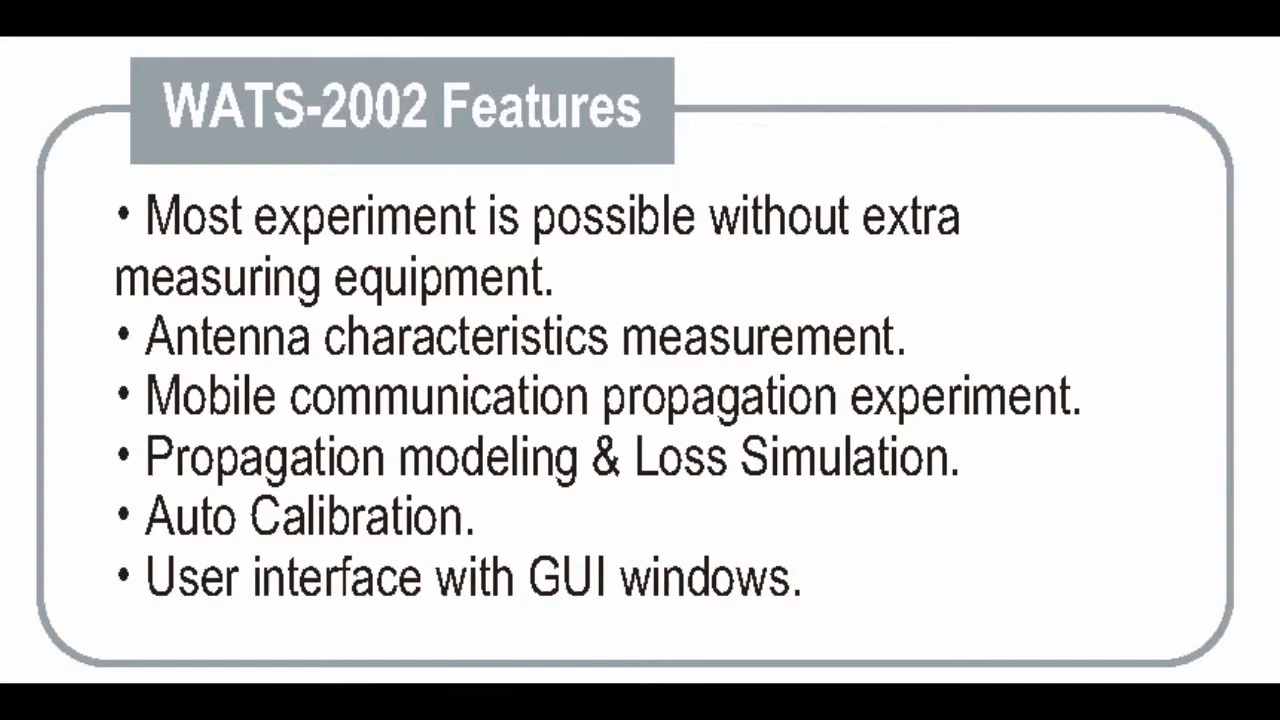 WATS-2002 Features
• Most experiment is possible without extra
measuring equipment.
• Antenna characteristics measurement.
• Mobile communication propagation experiment.
• Propagation modeling & Loss Simulation.
• Auto Calibration.
• User interface with GUI windows.